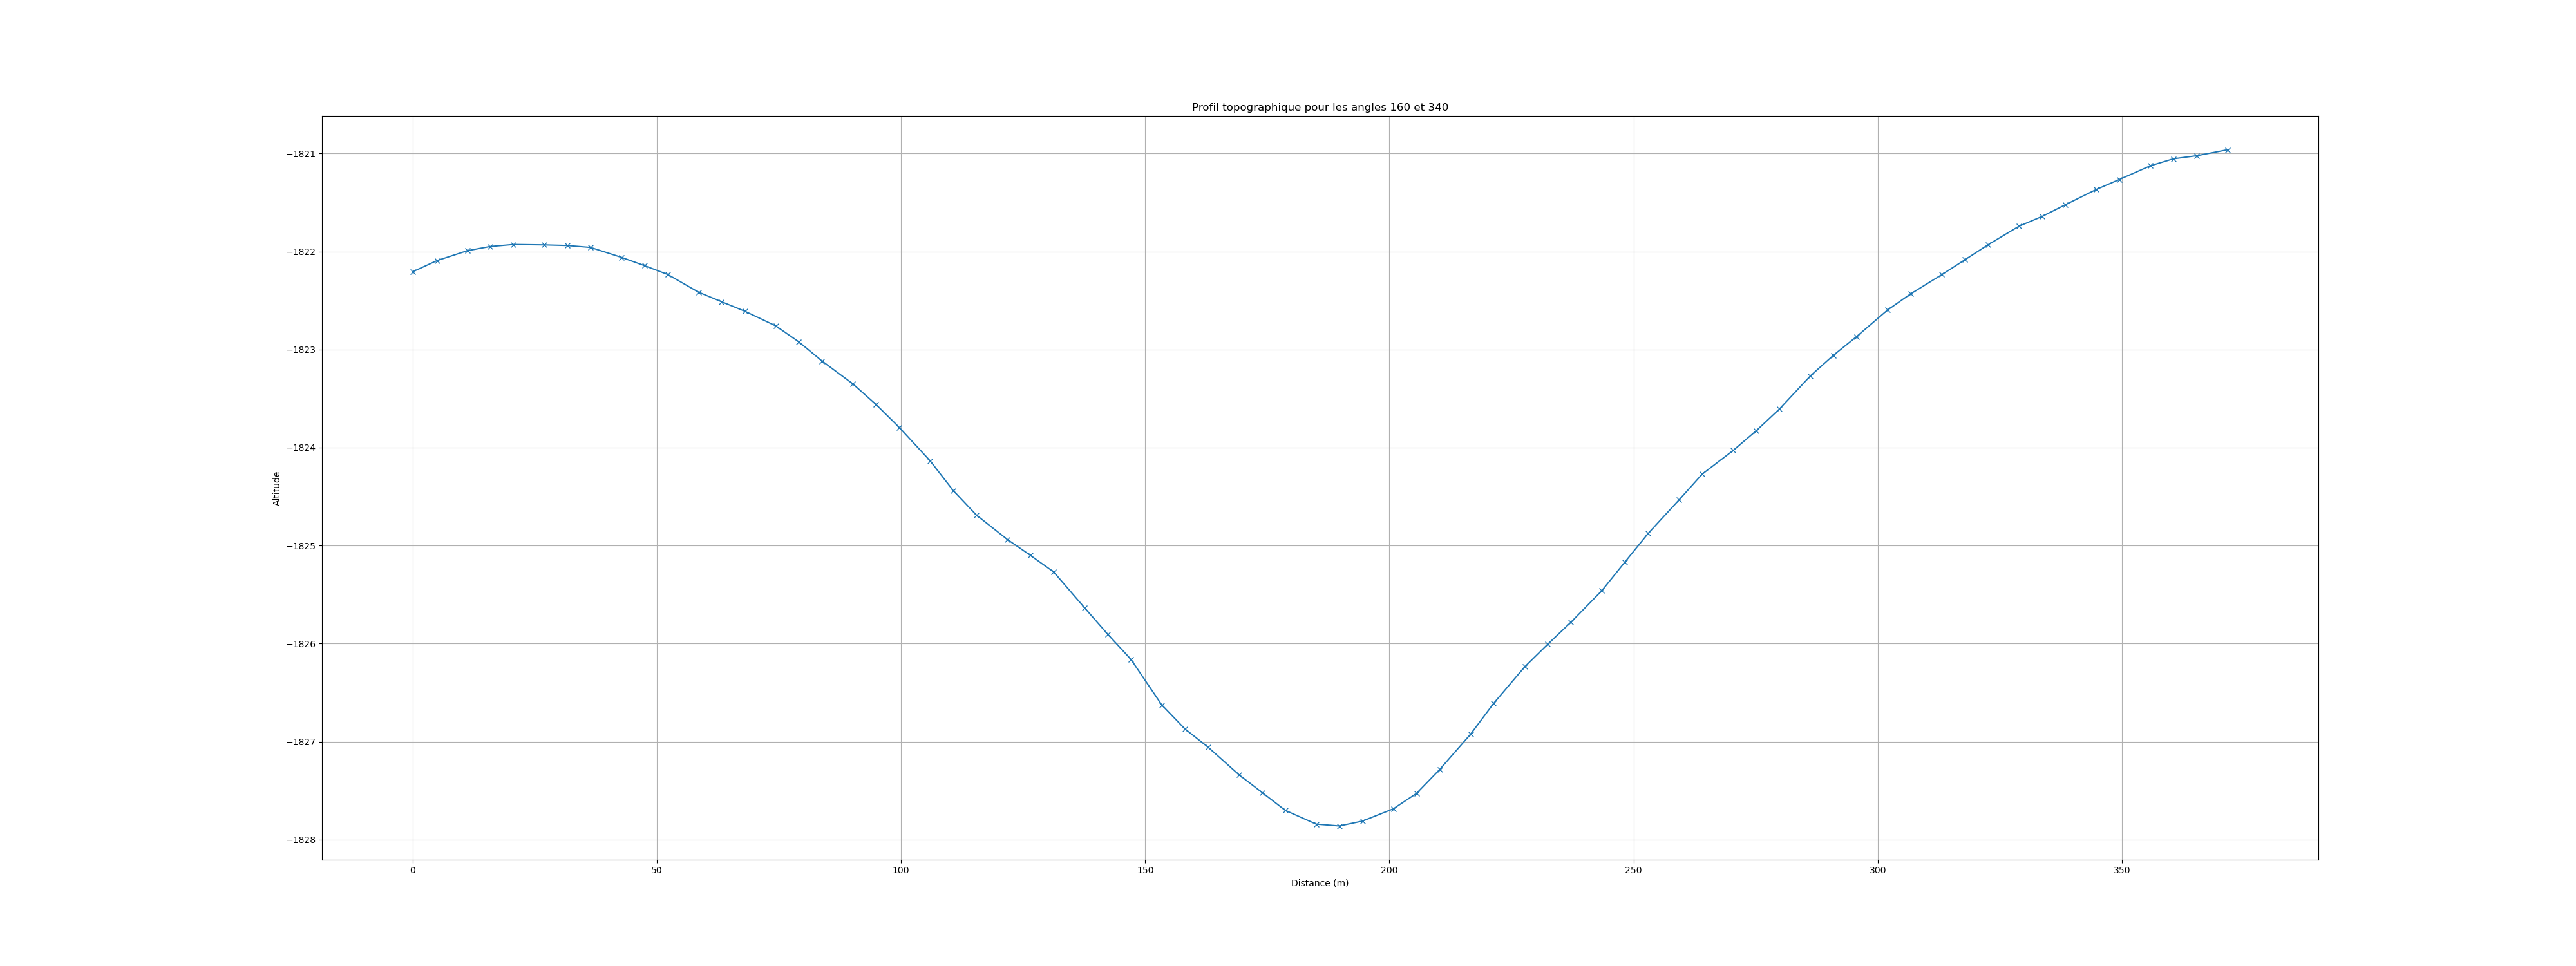 Profil topographique pour les angles 160 et 340
−1821
−1822
−1823
−1824
−1825
−1826
−1827
−1828
Altitude
0 50 100 150 200 250 300 350
Distance (m)